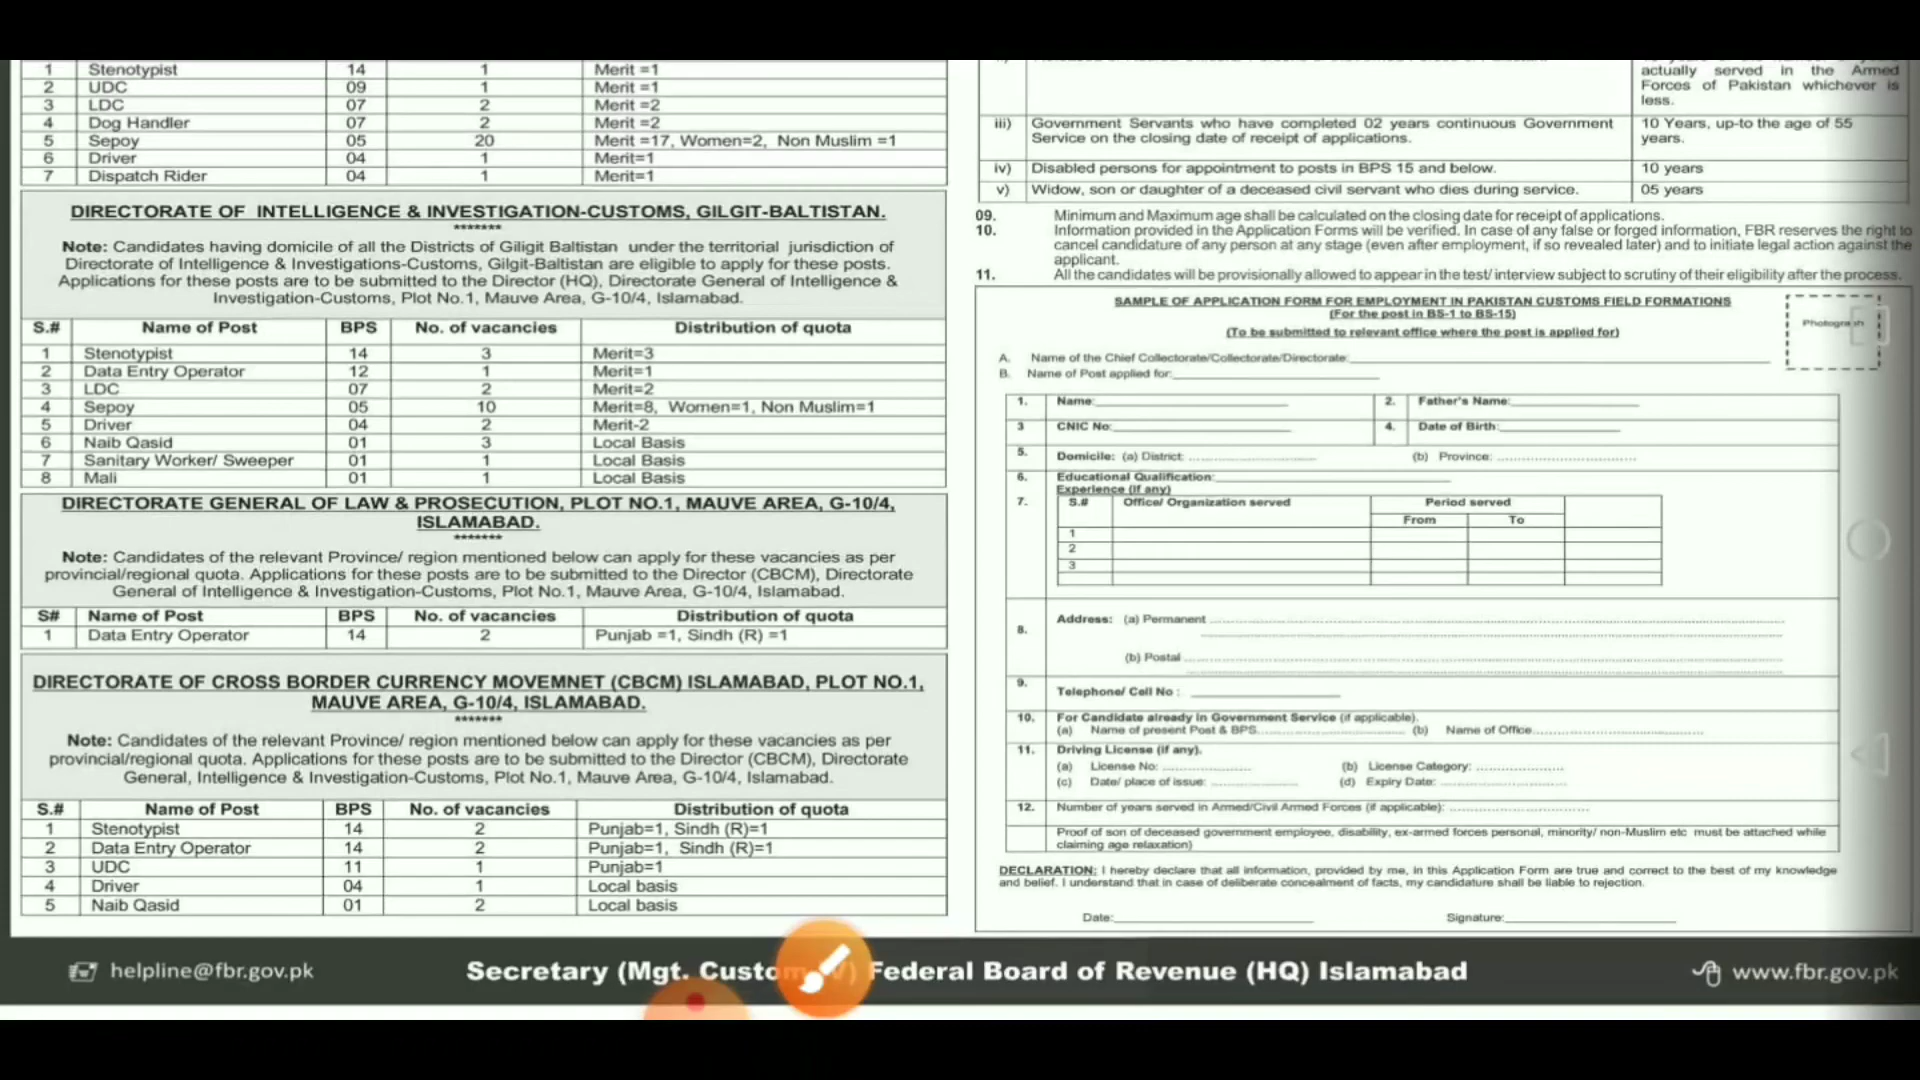 1 Stenotypist 14 1 Merit =1
2 UDC 09 1 Merit =1
3 LDC 07 2 Merit =2
4 Dog Handler 07 2 Merit =2
5 Sepoy 05 20 Merit =17, Women=2, Non Muslim =1
6 Driver 04 1 Merit=1
7 Dispatch Rider 04 1 Merit=1
DIRECTORATE OF INTELLIGENCE & INVESTIGATION-CUSTOMS, GILGIT-BALTISTAN.
*******
Note: Candidates having domicile of all the Districts of Giligit Baltistan under the territorial jurisdiction of
Directorate of Intelligence & Investigations-Customs, Gilgit-Baltistan are eligible to apply for these posts.
Applications for these posts are to be submitted to the Director (HQ), Directorate General of Intelligence &
Investigation-Customs, Plot No.1, Mauve Area, G-10/4, Islamabad.
S.# Name of Post BPS No. of vacancies Distribution of quota
1 Stenotypist 14 3 Merit=3
2 Data Entry Operator 12 1 Merit=1
3 LDC 07 2 Merit=2
4 Sepoy 05 10 Merit=8, Women=1, Non Muslim=1
5 Driver 04 2 Merit-2
6 Naib Qasid 01 3 Local Basis
7 Sanitary Worker/ Sweeper 01 1 Local Basis
8 Mali 01 1 Local Basis
DIRECTORATE GENERAL OF LAW & PROSECUTION, PLOT NO.1, MAUVE AREA, G-10/4,
ISLAMABAD.
*******
Note: Candidates of the relevant Province/ region mentioned below can apply for these vacancies as per
provincial/regional quota. Applications for these posts are to be submitted to the Director (CBCM), Directorate
General of Intelligence & Investigation-Customs, Plot No.1, Mauve Area, G-10/4, Islamabad.
S# Name of Post BPS No. of vacancies Distribution of quota
1 Data Entry Operator 14 2 Punjab =1, Sindh (R) =1
DIRECTORATE OF CROSS BORDER CURRENCY MOVEMNET (CBCM) ISLAMABAD, PLOT NO.1,
MAUVE AREA, G-10/4, ISLAMABAD.
*******
Note: Candidates of the relevant Province/ region mentioned below can apply for these vacancies as per
provincial/regional quota. Applications for these posts are to be submitted to the Director (CBCM), Directorate
General, Intelligence & Investigation-Customs, Plot No.1, Mauve Area, G-10/4, Islamabad.
S.# Name of Post BPS No. of vacancies Distribution of quota
1 Stenotypist 14 2 Punjab=1, Sindh (R)=1
2 Data Entry Operator 14 2 Punjab=1, Sindh (R)=1
3 UDC 11 1 Punjab=1
4 Driver 04 1 Local basis
5 Naib Qasid 01 2 Local basis
actually served in the Armed
Forces of Pakistan whichever is
less.
iii) Government Servants who have completed 02 years continuous Government 10 Years, up-to the age of 55
Service on the closing date of receipt of applications. years.
iv) Disabled persons for appointment to posts in BPS 15 and below. 10 years
v) Widow, son or daughter of a deceased civil servant who dies during service. 05 years
09. Minimum and Maximum age shall be calculated on the closing date for receipt of applications.
10. Information provided in the Application Forms will be verified. In case of any false or forged information, FBR reserves the right to
cancel candidature of any person at any stage (even after employment, if so revealed later) and to initiate legal action against the
applicant.
11. All the candidates will be provisionally allowed to appear in the test/ interview subject to scrutiny of their eligibility after the process.
SAMPLE OF APPLICATION FORM FOR EMPLOYMENT IN PAKISTAN CUSTOMS FIELD FORMATIONS
(For the post in BS-1 to BS-15)
(To be submitted to relevant office where the post is applied for)
Photograph
A. Name of the Chief Collectorate/Collectorate/Directorate:
B. Name of Post applied for:
1. Name: 2. Father's Name:
3 CNIC No: 4. Date of Birth:
5. Domicile: (a) District: (b) Province:
6. Educational Qualification:
Experience (if any)
7. S.# Office/ Organization served Period served
From To
1
2
3
8. Address: (a) Permanent
(b) Postal
9. Telephone/ Cell No :
10. For Candidate already in Government Service (if applicable).
(a) Name of present Post & BPS (b) Name of Office
11. Driving License (if any).
(a) License No: (b) License Category:
(c) Date/ place of issue: (d) Expiry Date:
12. Number of years served in Armed/Civil Armed Forces (if applicable):
Proof of son of deceased government employee, disability, ex-armed forces personal, minority/ non-Muslim etc must be attached while
claiming age relaxation)
DECLARATION: I hereby declare that all information, provided by me, in this Application Form are true and correct to the best of my knowledge
and belief. I understand that in case of deliberate concealment of facts, my candidature shall be liable to rejection.
Date: Signature:
helpline@fbr.gov.pk Secretary (Mgt. Federal Board of Revenue (HQ) Islamabad www.fbr.gov.pk